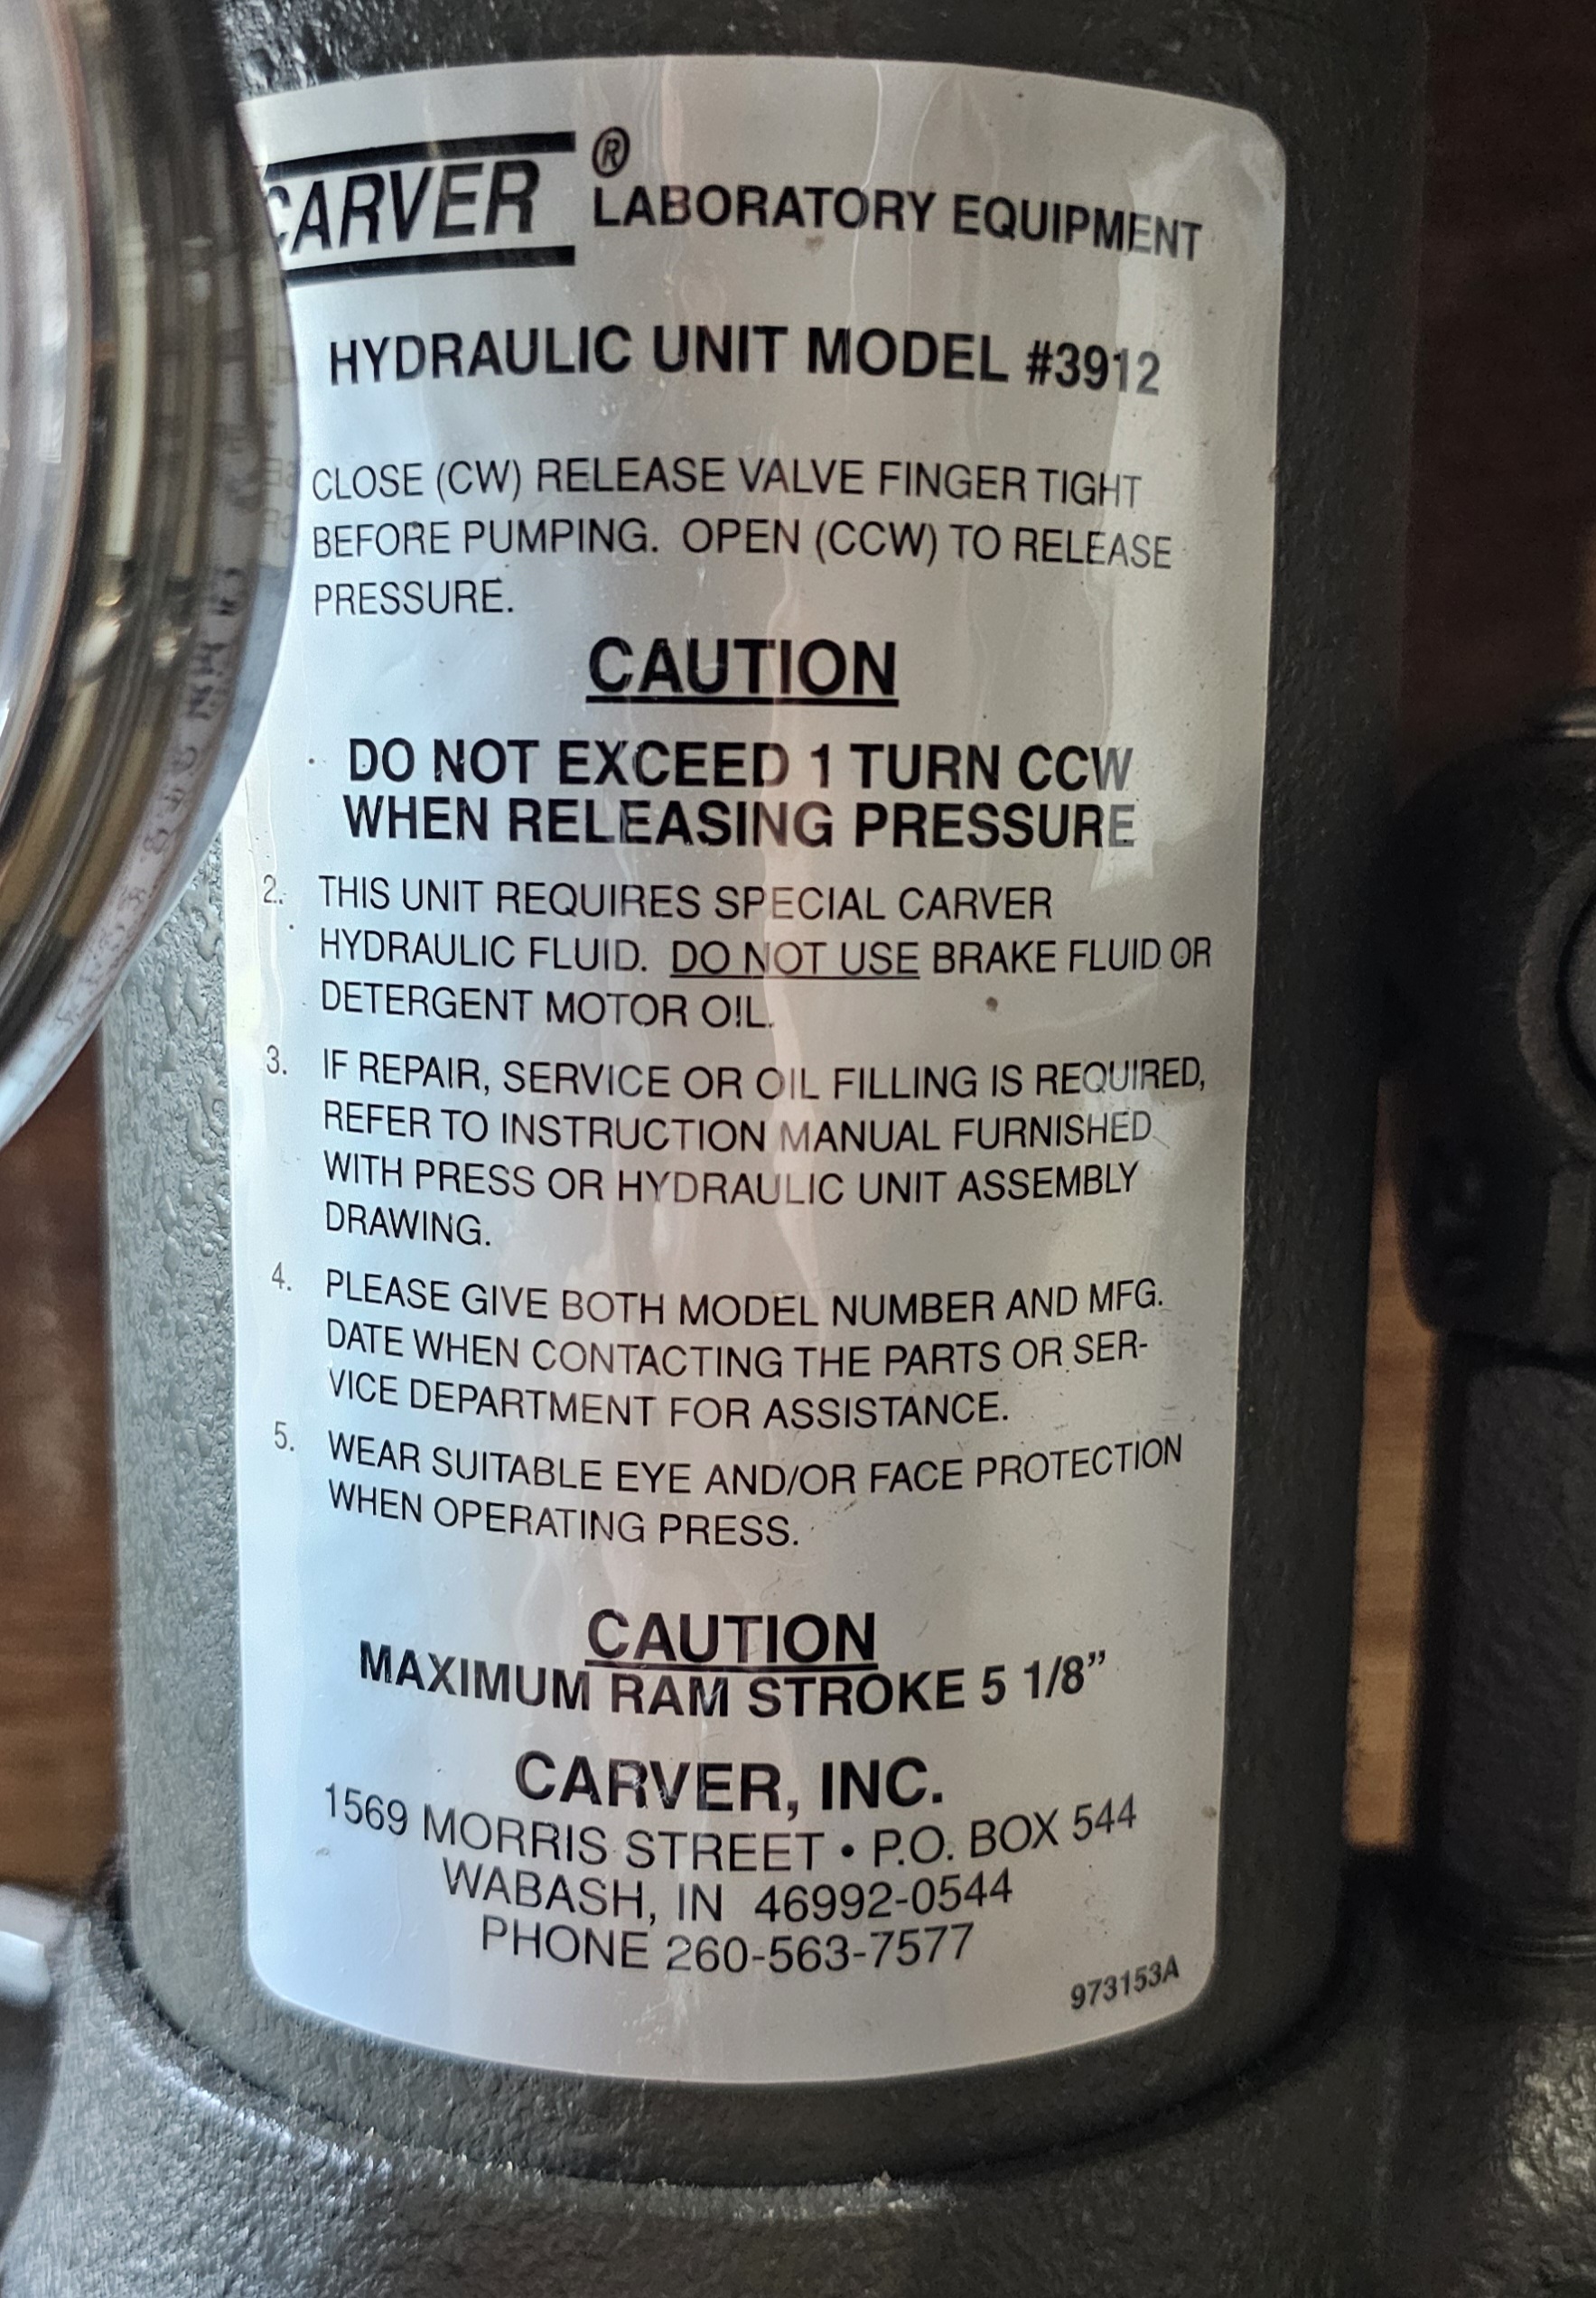 CARVER ® LABORATORY EQUIPMENT
HYDRAULIC UNIT MODEL #3912
CLOSE (CW) RELEASE VALVE FINGER TIGHT
BEFORE PUMPING. OPEN (CCW) TO RELEASE
PRESSURE.
CAUTION
DO NOT EXCEED 1 TURN CCW
WHEN RELEASING PRESSURE
2. THIS UNIT REQUIRES SPECIAL CARVER
HYDRAULIC FLUID. DO NOT USE BRAKE FLUID OR
DETERGENT MOTOR OIL.
3. IF REPAIR, SERVICE OR OIL FILLING IS REQUIRED,
REFER TO INSTRUCTION MANUAL FURNISHED
WITH PRESS OR HYDRAULIC UNIT ASSEMBLY
DRAWING.
4. PLEASE GIVE BOTH MODEL NUMBER AND MFG.
DATE WHEN CONTACTING THE PARTS OR SER-
VICE DEPARTMENT FOR ASSISTANCE.
5. WEAR SUITABLE EYE AND/OR FACE PROTECTION
WHEN OPERATING PRESS.
CAUTION
MAXIMUM RAM STROKE 5 1/8”
CARVER, INC.
1569 MORRIS STREET • P.O. BOX 544
WABASH, IN 46992-0544
PHONE 260-563-7577
973153A